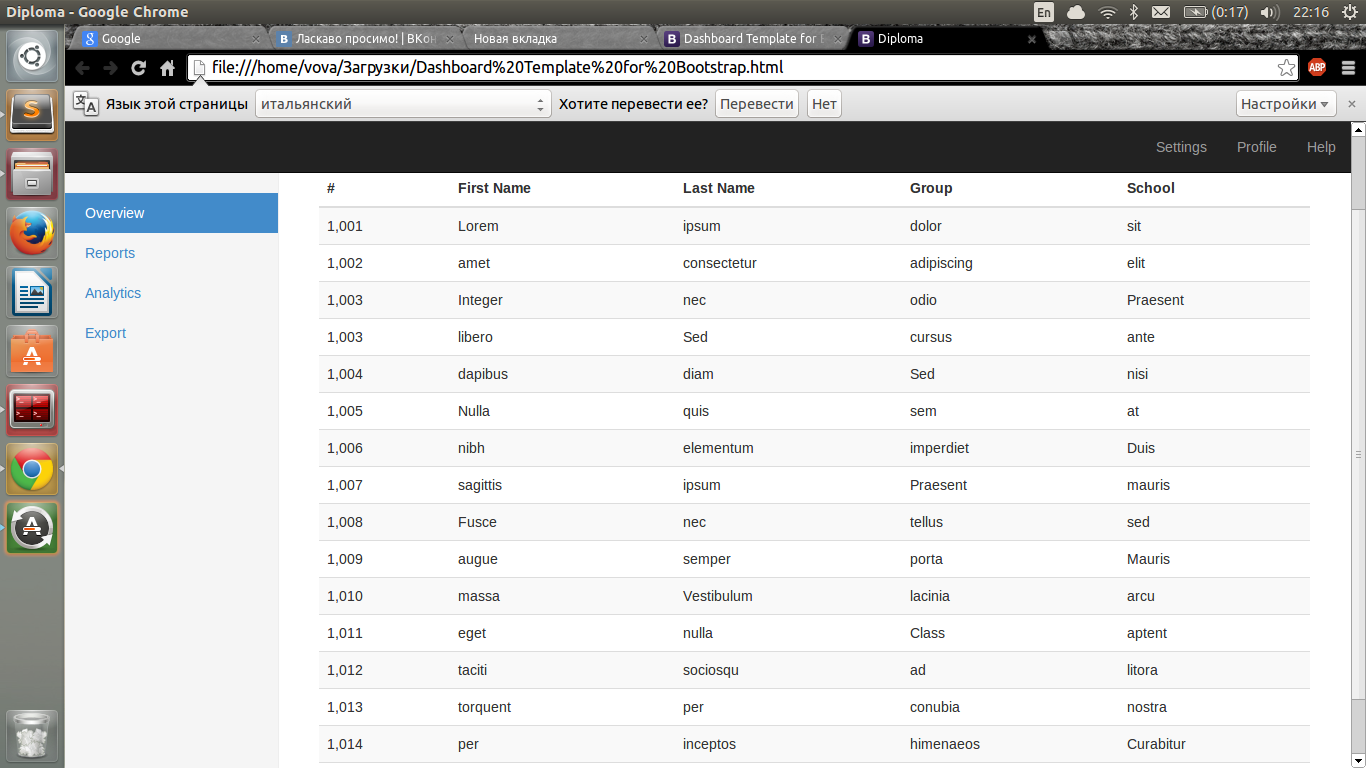 Diploma - Google Chrome En (0:17) 22:16
Google Ласкаво просимо! | ВКон Новая вкладка Dashboard Template for B Diploma
file:///home/vova/Загрузки/Dashboard%20Template%20for%20Bootstrap.html ABP
Язык этой страницы итальянский Хотите перевести ее? Перевести Нет Настройки
Settings Profile Help
Overview
Reports
Analytics
Export
# First Name Last Name Group School
1,001 Lorem ipsum dolor sit
1,002 amet consectetur adipiscing elit
1,003 Integer nec odio Praesent
1,003 libero Sed cursus ante
1,004 dapibus diam Sed nisi
1,005 Nulla quis sem at
1,006 nibh elementum imperdiet Duis
1,007 sagittis ipsum Praesent mauris
1,008 Fusce nec tellus sed
1,009 augue semper porta Mauris
1,010 massa Vestibulum lacinia arcu
1,011 eget nulla Class aptent
1,012 taciti sociosqu ad litora
1,013 torquent per conubia nostra
1,014 per inceptos himenaeos Curabitur